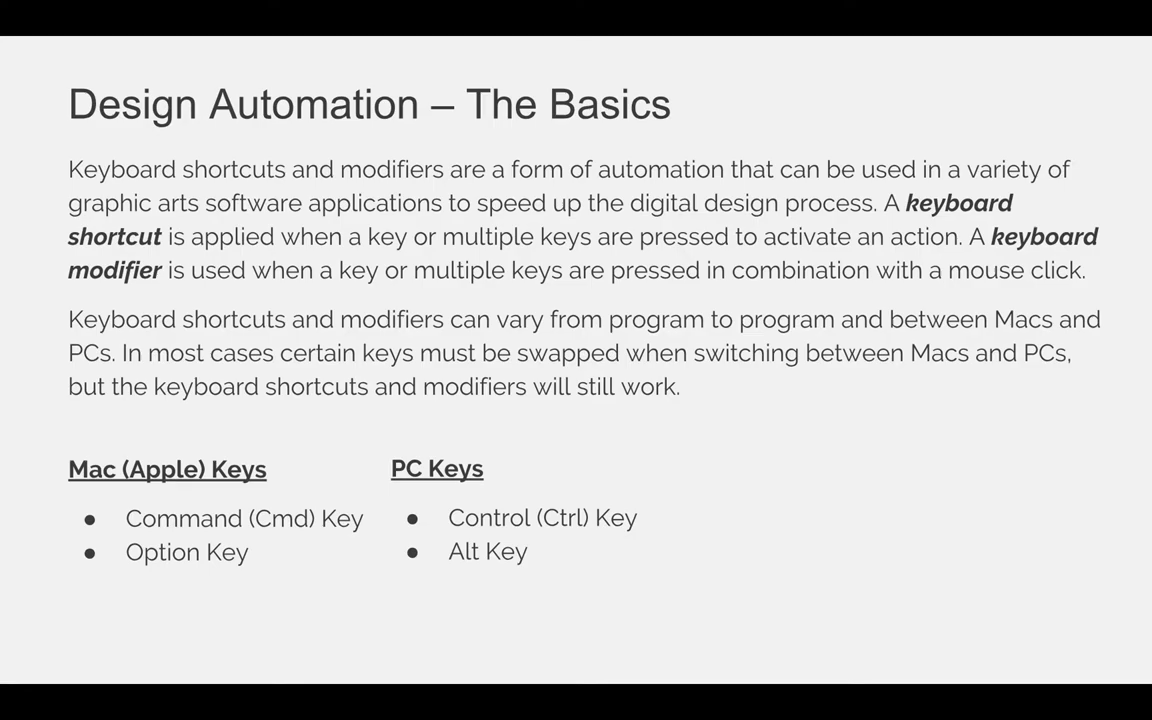 Design Automation – The Basics
Keyboard shortcuts and modifiers are a form of automation that can be used in a variety of
graphic arts software applications to speed up the digital design process. A keyboard
shortcut is applied when a key or multiple keys are pressed to activate an action. A keyboard
modifier is used when a key or multiple keys are pressed in combination with a mouse click.
Keyboard shortcuts and modifiers can vary from program to program and between Macs and
PCs. In most cases certain keys must be swapped when switching between Macs and PCs,
but the keyboard shortcuts and modifiers will still work.
Mac (Apple) Keys
● Command (Cmd) Key
● Option Key
PC Keys
● Control (Ctrl) Key
● Alt Key